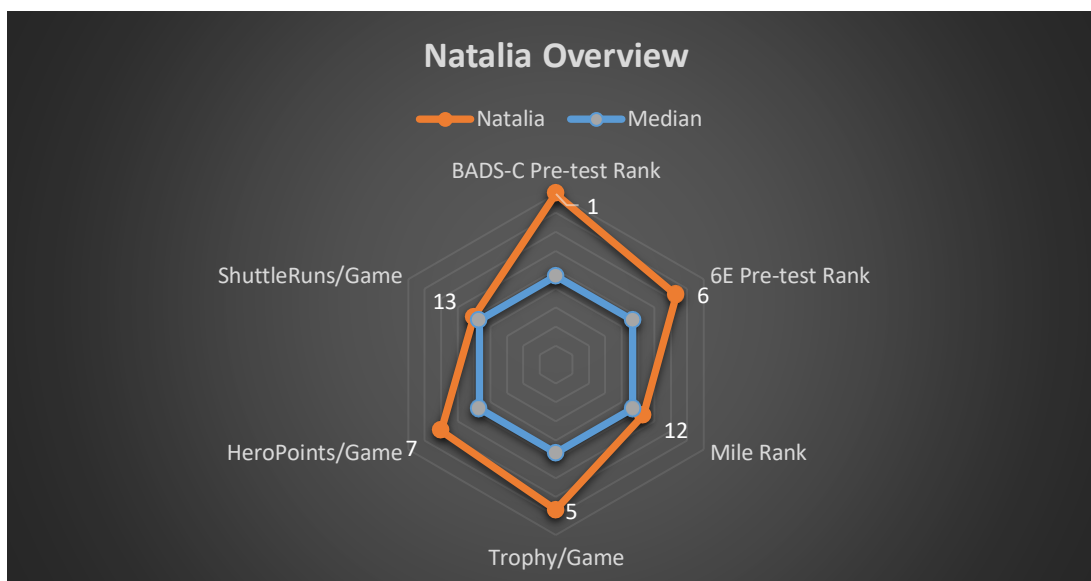 Natalia Overview
Natalia
Median
BADS-C Pre-test Rank
1
ShuttleRuns/Game
6E Pre-test Rank
13
6
12
HeroPoints/Game
7
Mile Rank
5
Trophy/Game